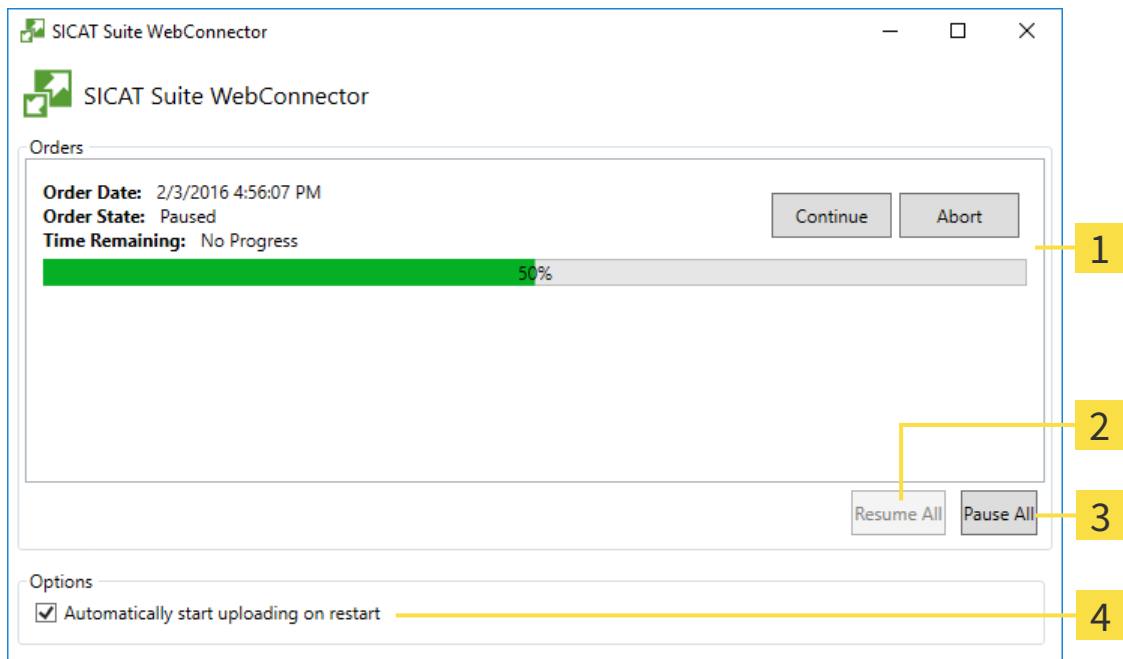 SICAT Suite WebConnector
SICAT Suite WebConnector
Orders
Order Date: 2/3/2016 4:56:07 PM
Order State: Paused
Time Remaining: No Progress
Continue
Abort
1
50%
2
Resume All
Pause All
3
Options
Automatically start uploading on restart
4